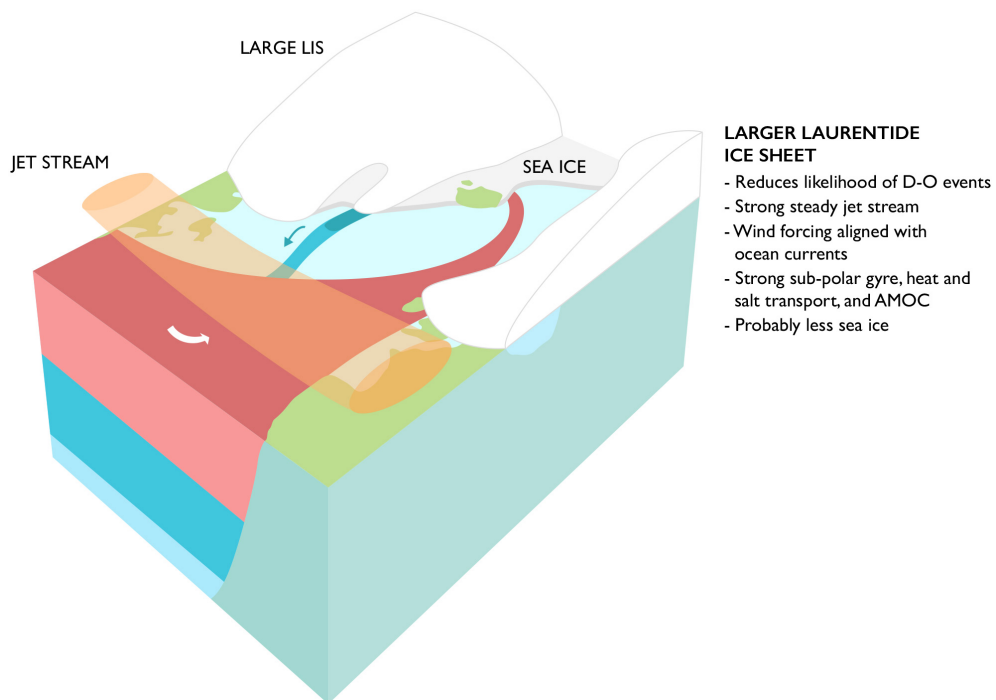 LARGE LIS
JET STREAM
SEA ICE
LARGER LAURENTIDE
ICE SHEET
- Reduces likelihood of D-O events
- Strong steady jet stream
- Wind forcing aligned with
ocean currents
- Strong sub-polar gyre, heat and
salt transport, and AMOC
- Probably less sea ice